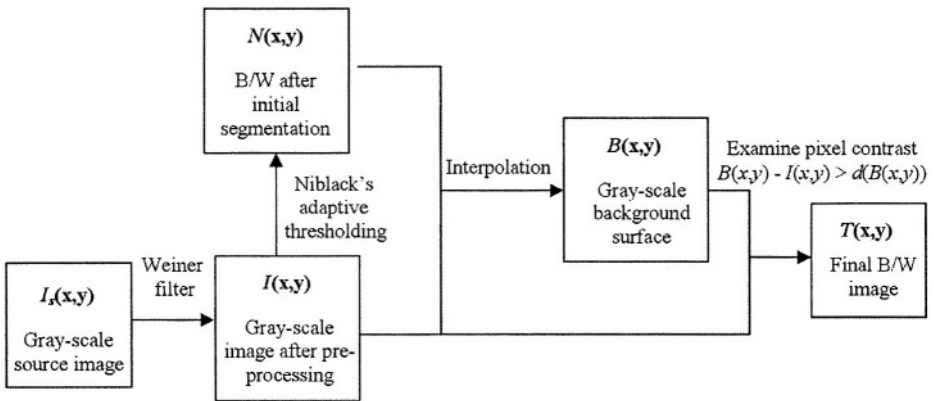 N(x,y)
B/W after
initial
segmentation
Niblack's
adaptive
thresholding
Interpolation
B(x,y)
Gray-scale
background
surface
Examine pixel contrast
B(x,y) - I(x,y) > d(B(x,y))
T(x,y)
Final B/W
image
Weiner
filter
Is(x,y)
Gray-scale
source image
I(x,y)
Gray-scale
image after pre-
processing